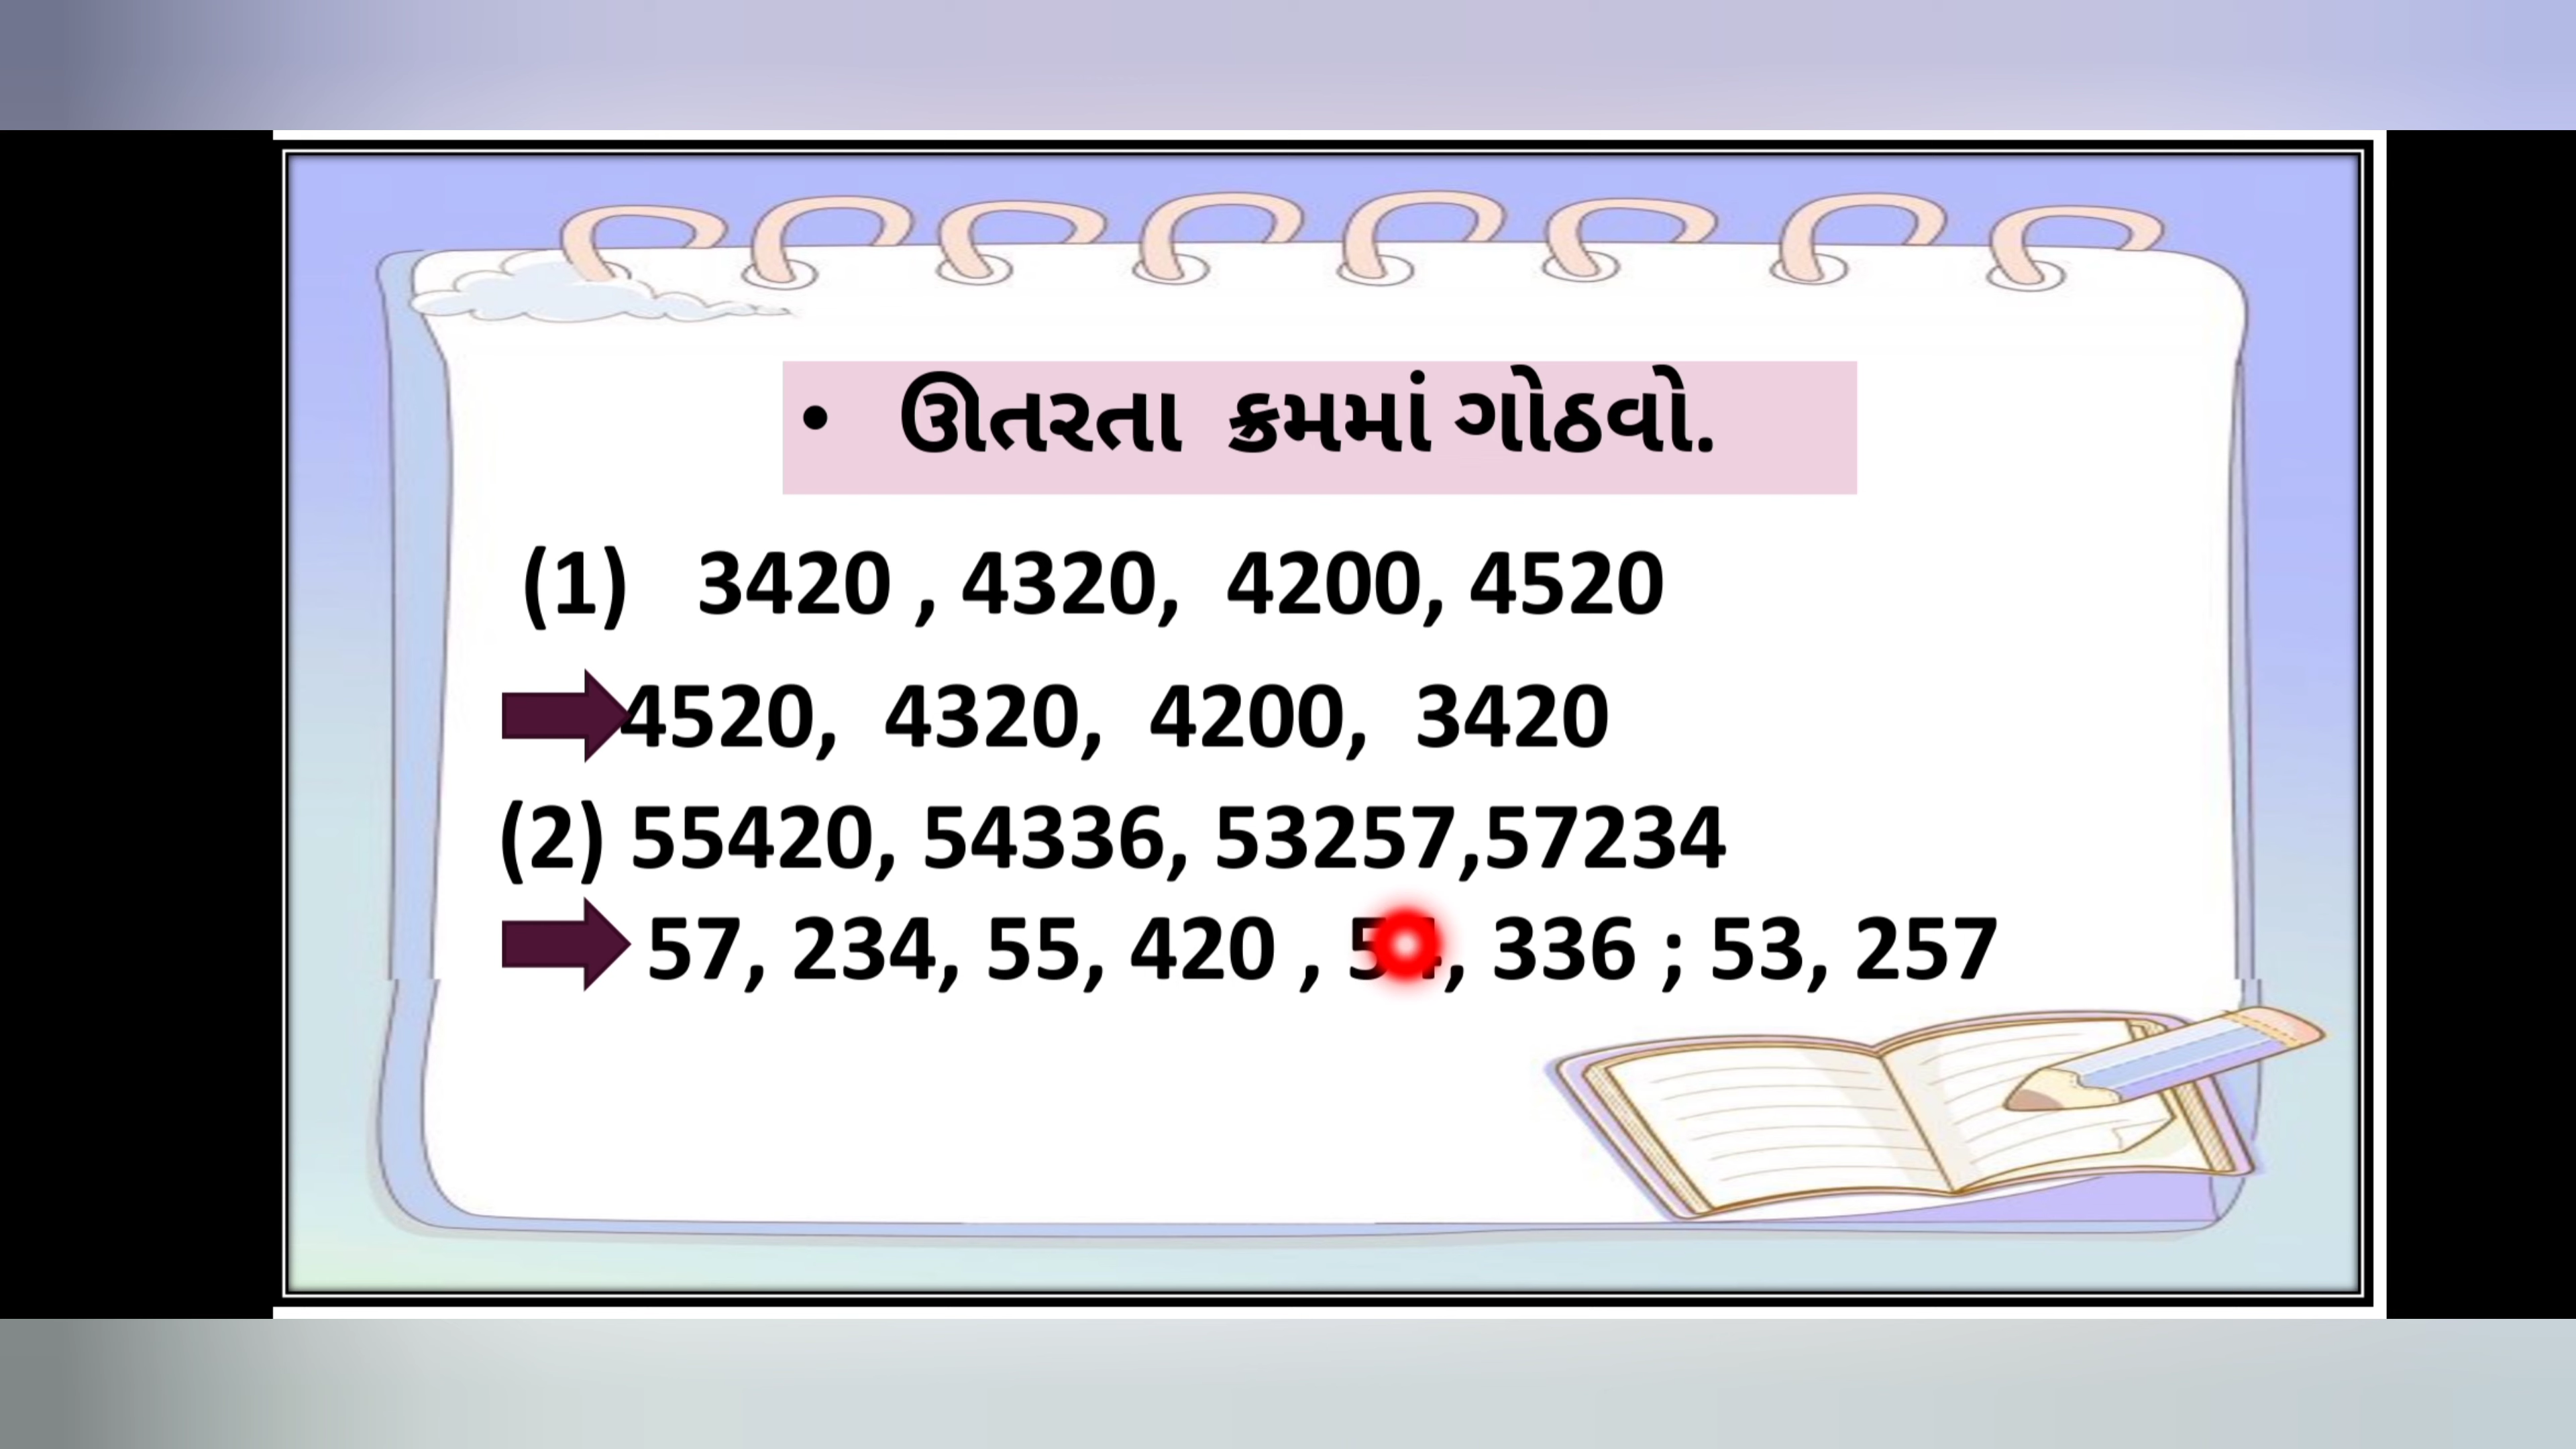 • ઊતરતા ક્રમમાં ગોઠવો.
(1) 3420 , 4320, 4200, 4520
4520, 4320, 4200, 3420
(2) 55420, 54336, 53257,57234
57, 234, 55, 420 , 54, 336 ; 53, 257